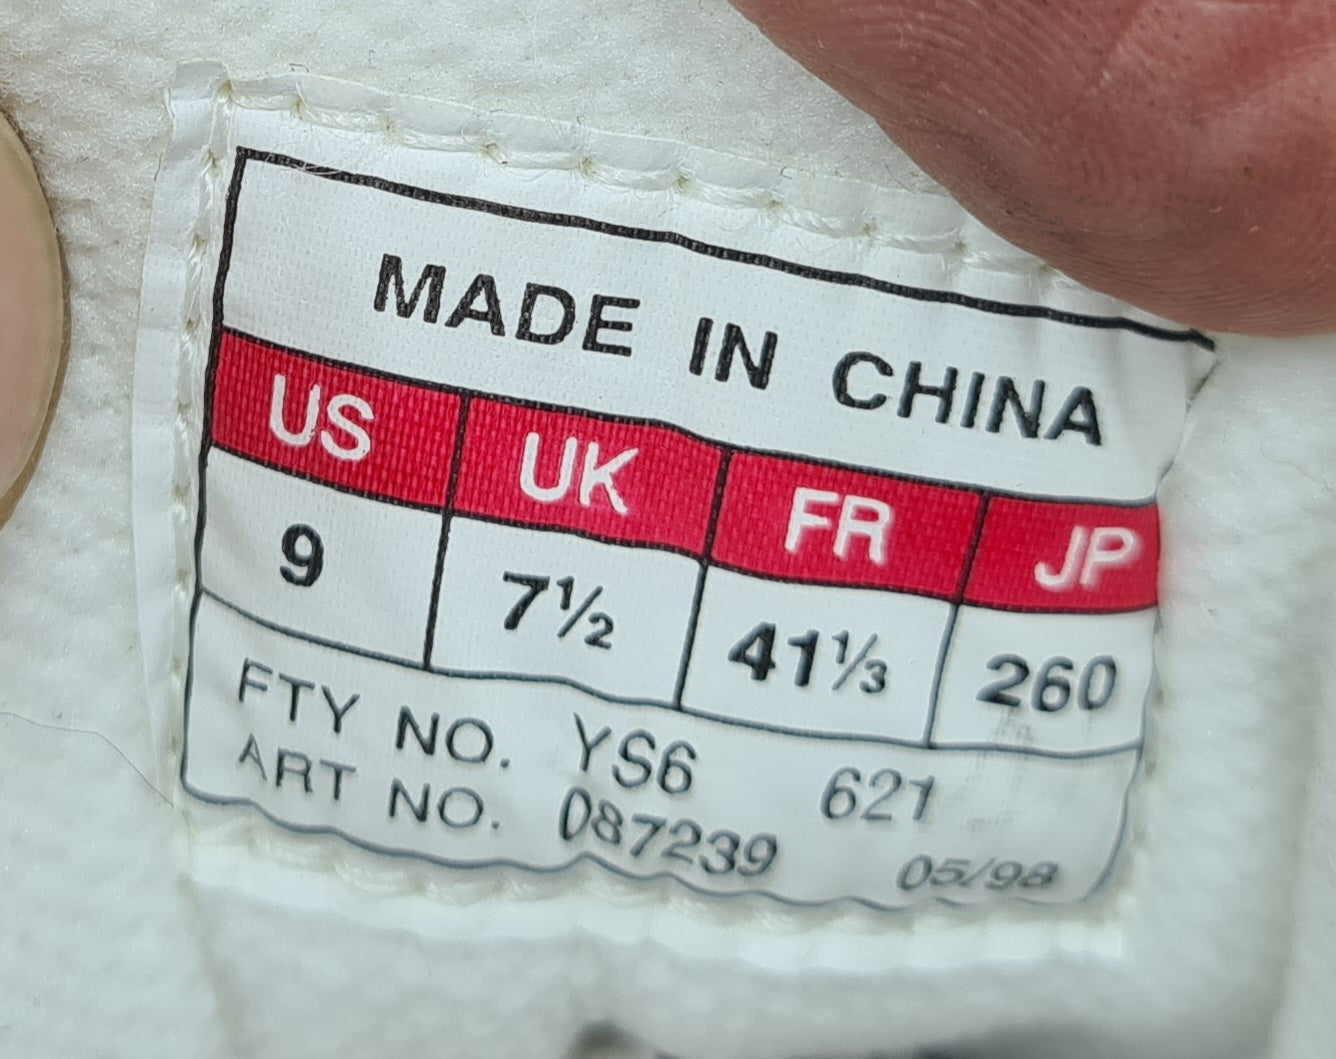 MADE IN CHINA
US UK FR JP
9 7½ 41⅓ 260
FTY NO. YS6 621
ART NO. 087239 05/98